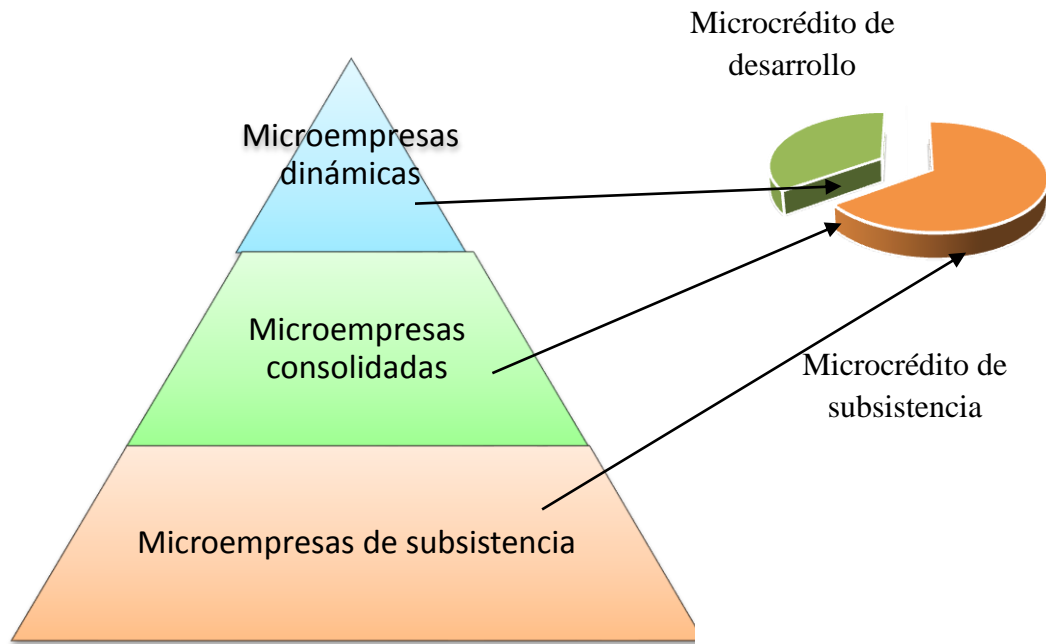 Microcrédito de
desarrollo
Microempresas
dinámicas
Microempresas
consolidadas
Microcrédito de
subsistencia
Microempresas de subsistencia